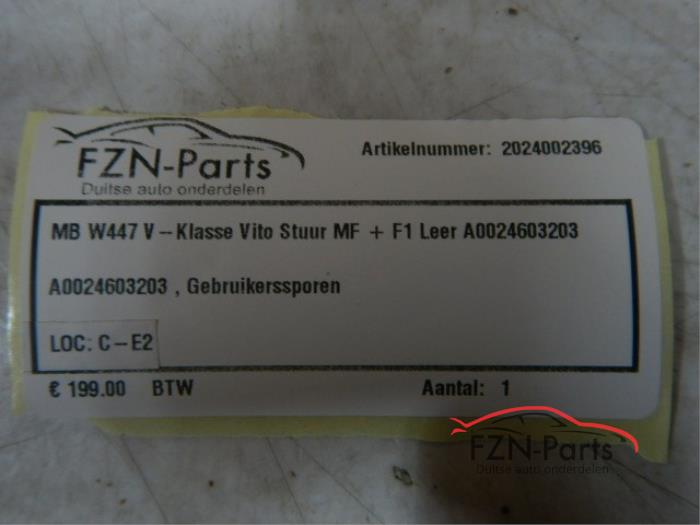 FZN-Parts
Duitse auto onderdelen
Artikelnummer: 2024002396
MB W447 V-Klasse Vito Stuur MF + F1 Leer A0024603203
A0024603203 , Gebruikerssporen
LOC: C-E2
€ 199.00 BTW
Aantal: 1
FZN-Parts
Duitse auto onderdelen